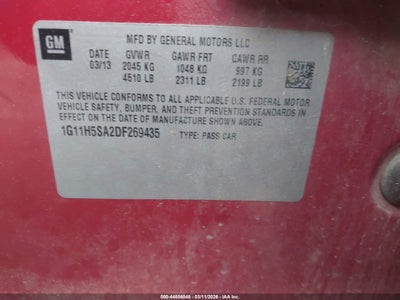 GM
MFD BY GENERAL MOTORS LLC
DATE GVWR GAWR FRT GAWR RR
03/13 2045 KG 1048 KG 997 KG
4510 LB 2311 LB 2199 LB
THIS VEHICLE CONFORMS TO ALL APPLICABLE U.S. FEDERAL MOTOR
VEHICLE SAFETY, BUMPER, AND THEFT PREVENTION STANDARDS IN
EFFECT ON THE DATE OF MANUFACTURE SHOWN ABOVE.
1G11H5SA2DF269435 TYPE: PASS CAR
000-44598048 - 03/11/2026 - IAA Inc.